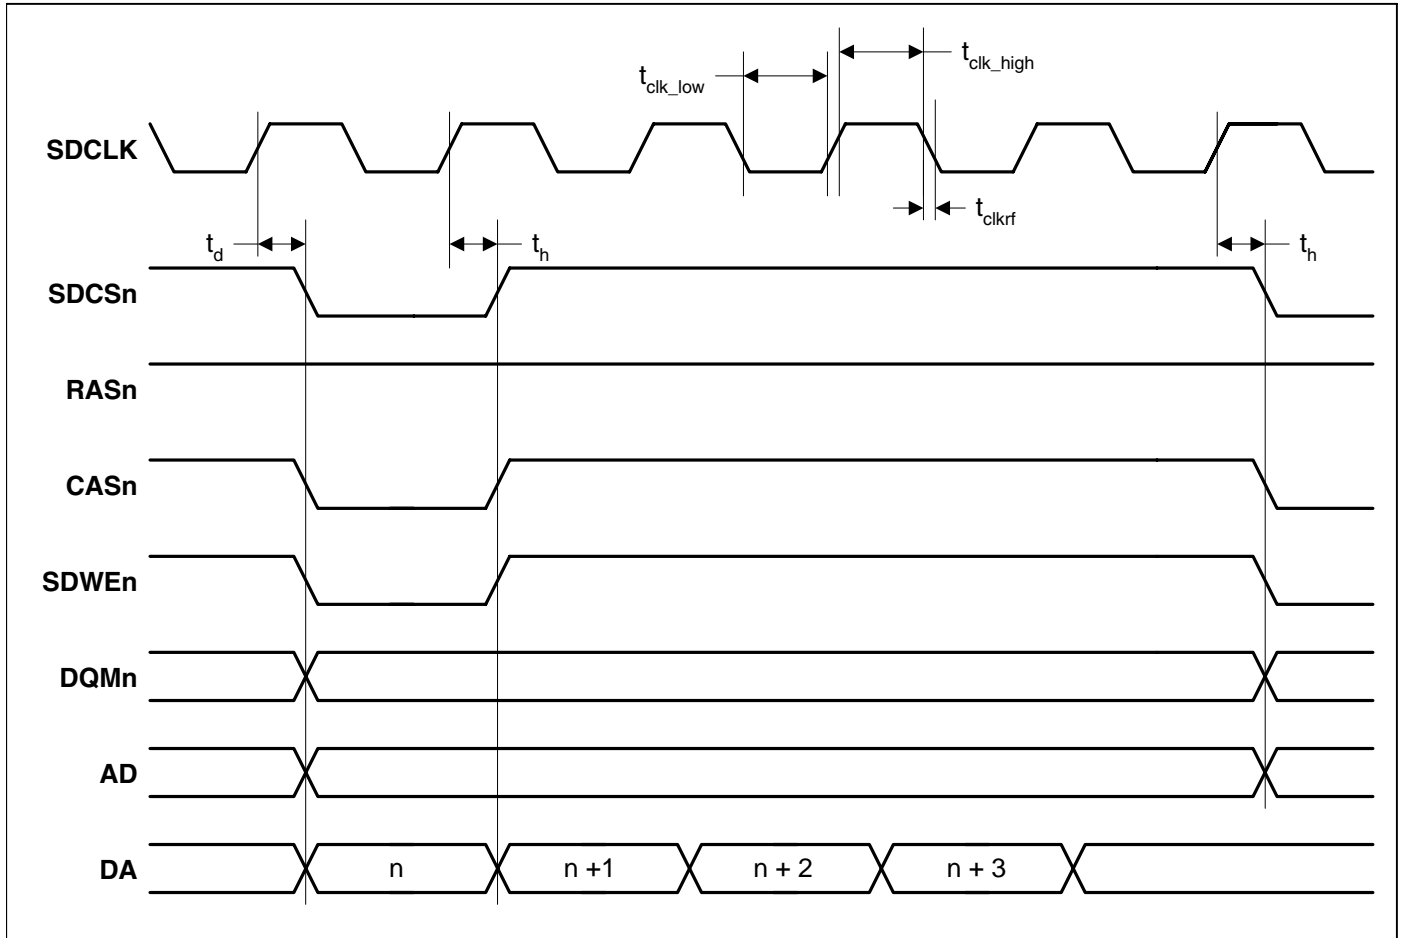 t_clk_high
t_clk_low
SDCLK
t_clkrf
t_d
t_h
t_h
SDCSn
RASn
CASn
SDWEn
DQMn
AD
DA
n
n +1
n + 2
n + 3